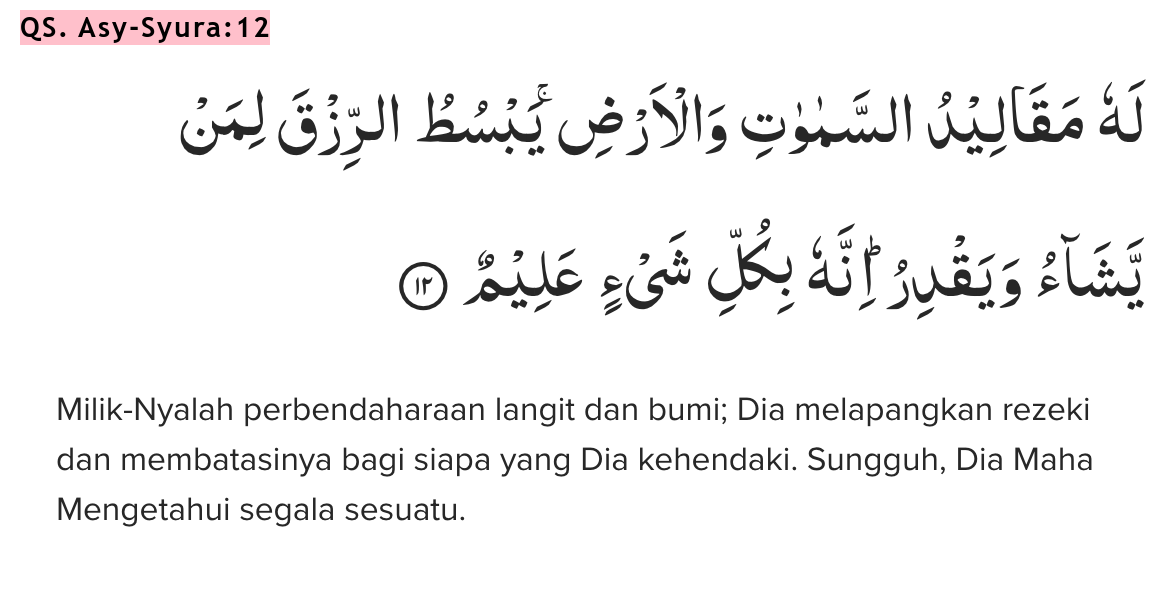 QS. Asy-Syura:12
لَهٗ مَقَالِيْدُ السَّمٰوٰتِ وَالْاَرْضِۚ يَبْسُطُ الرِّزْقَ لِمَنْ
يَّشَاۤءُ وَيَقْدِرُ ۗاِنَّهٗ بِكُلِّ شَيْءٍ عَلِيْمٌ ١٢
Milik-Nyalah perbendaharaan langit dan bumi; Dia melapangkan rezeki
dan membatasinya bagi siapa yang Dia kehendaki. Sungguh, Dia Maha
Mengetahui segala sesuatu.